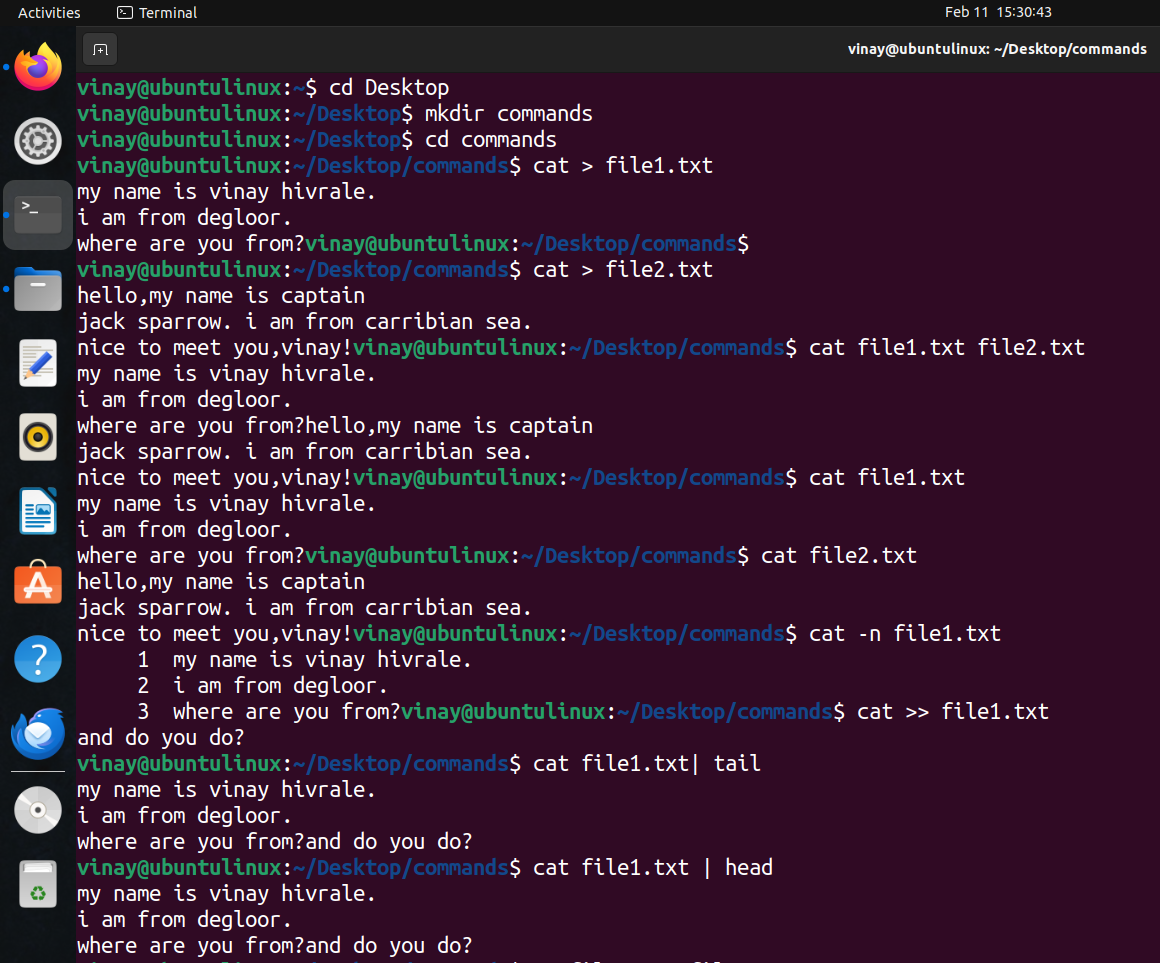 Activities Terminal Feb 11 15:30:43
vinay@ubuntulinux: ~/Desktop/commands
vinay@ubuntulinux:~$ cd Desktop
vinay@ubuntulinux:~/Desktop$ mkdir commands
vinay@ubuntulinux:~/Desktop$ cd commands
vinay@ubuntulinux:~/Desktop/commands$ cat > file1.txt
my name is vinay hivrale.
i am from degloor.
where are you from?vinay@ubuntulinux:~/Desktop/commands$
vinay@ubuntulinux:~/Desktop/commands$ cat > file2.txt
hello,my name is captain
jack sparrow. i am from carribian sea.
nice to meet you,vinay!vinay@ubuntulinux:~/Desktop/commands$ cat file1.txt file2.txt
my name is vinay hivrale.
i am from degloor.
where are you from?hello,my name is captain
jack sparrow. i am from carribian sea.
nice to meet you,vinay!vinay@ubuntulinux:~/Desktop/commands$ cat file1.txt
my name is vinay hivrale.
i am from degloor.
where are you from?vinay@ubuntulinux:~/Desktop/commands$ cat file2.txt
hello,my name is captain
jack sparrow. i am from carribian sea.
nice to meet you,vinay!vinay@ubuntulinux:~/Desktop/commands$ cat -n file1.txt
1 my name is vinay hivrale.
2 i am from degloor.
3 where are you from?vinay@ubuntulinux:~/Desktop/commands$ cat >> file1.txt
and do you do?
vinay@ubuntulinux:~/Desktop/commands$ cat file1.txt| tail
my name is vinay hivrale.
i am from degloor.
where are you from?and do you do?
vinay@ubuntulinux:~/Desktop/commands$ cat file1.txt | head
my name is vinay hivrale.
i am from degloor.
where are you from?and do you do?